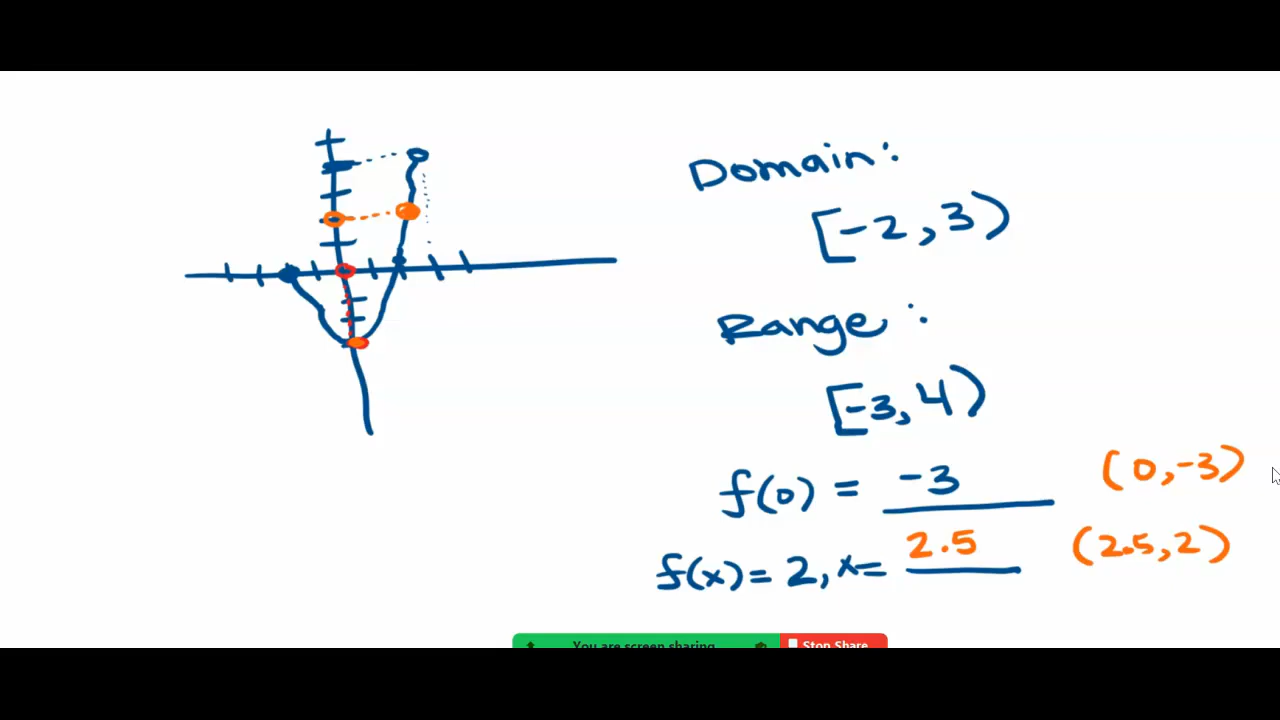 Domain:
[-2,3)
Range:
[-3,4)
f(0) = -3 (0,-3)
f(x) = 2, x= 2.5 (2.5,2)
You are screen sharing Stop Share